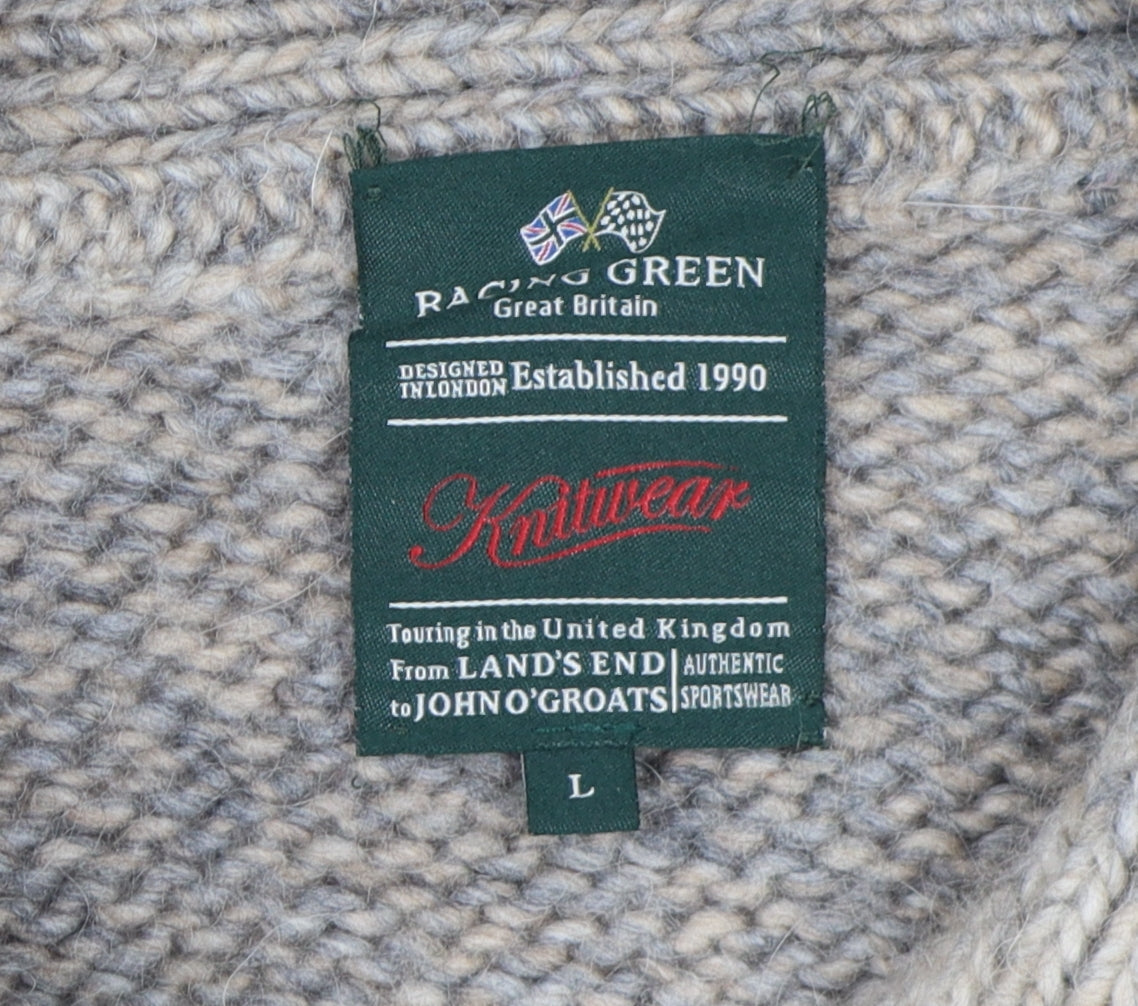 RACING GREEN
Great Britain
DESIGNED
IN LONDON
Established 1990
Knitwear
Touring in the United Kingdom
From LAND'S END
to JOHN O'GROATS
AUTHENTIC
SPORTSWEAR
L